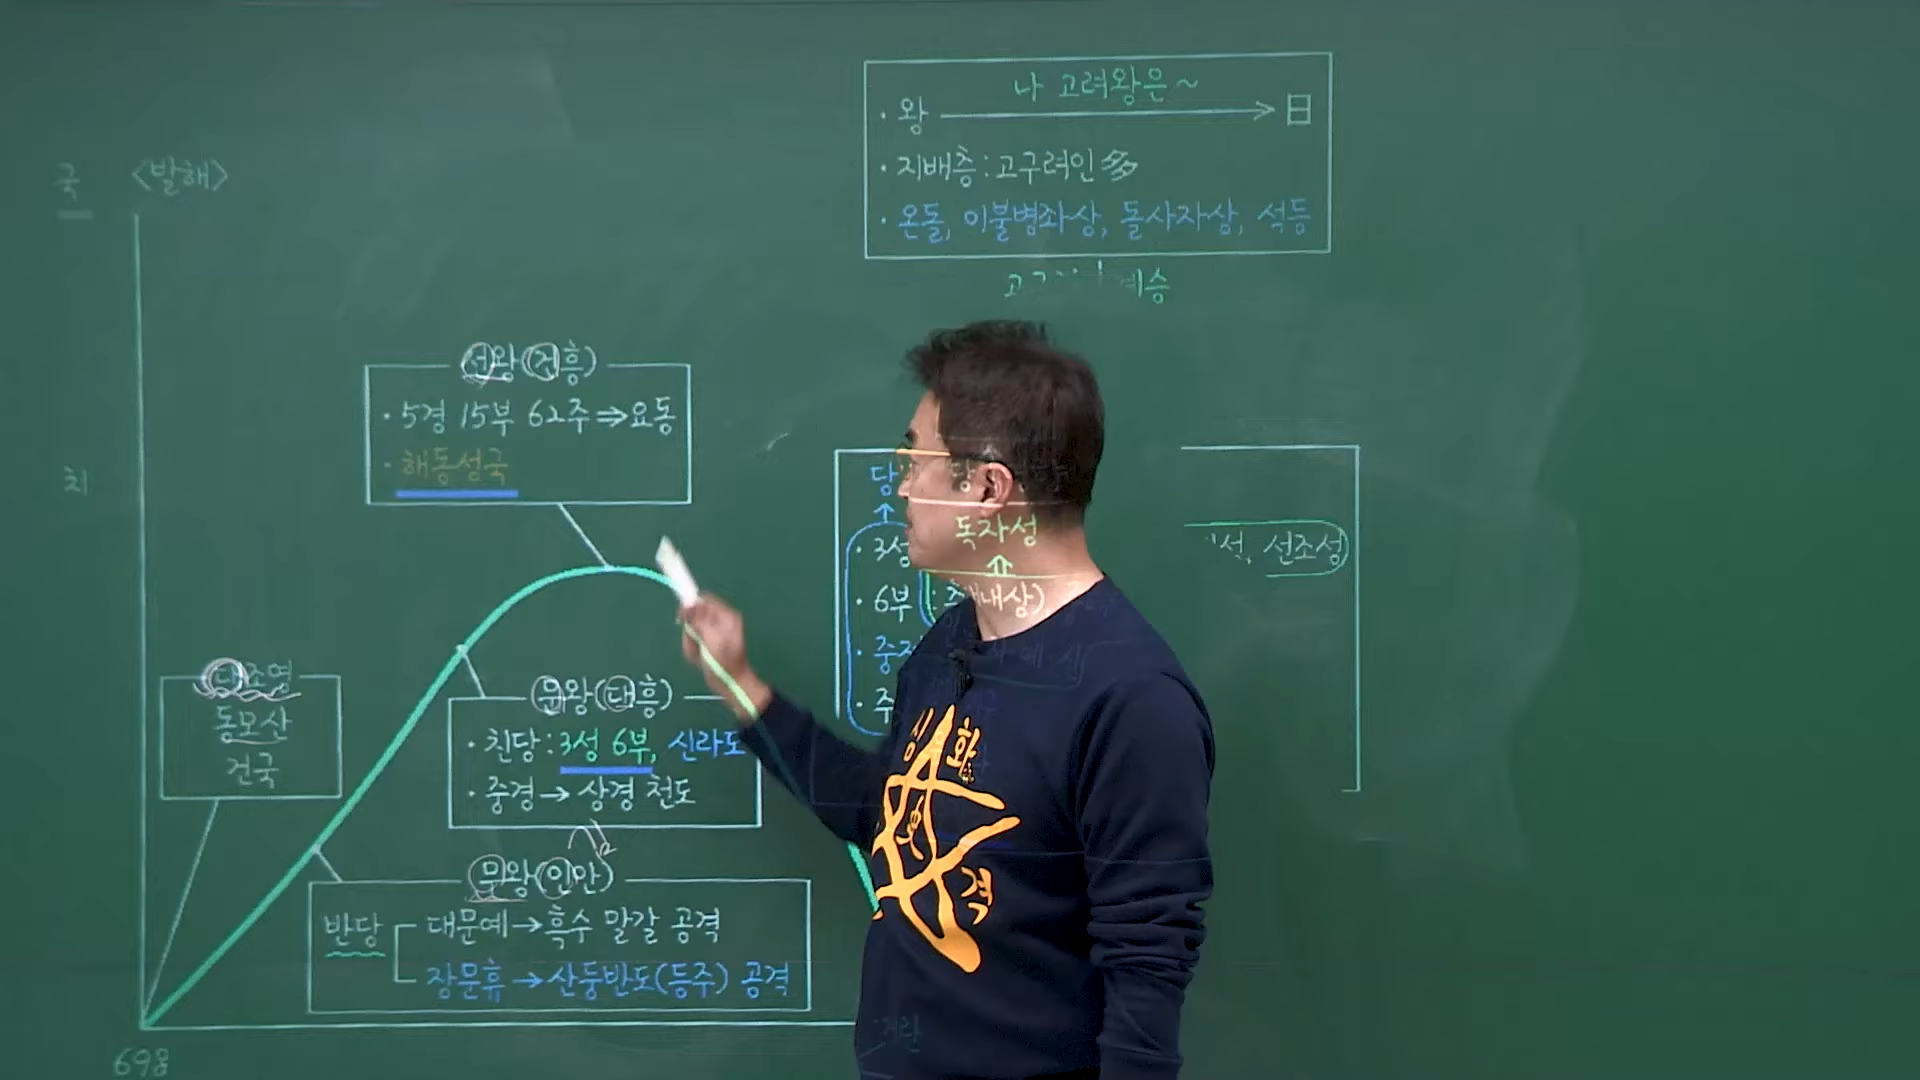 국
<발해>
나 고려왕은~
· 왕 → 日
· 지배층 : 고구려인 多
· 온돌, 이불병좌상, 돌사자상, 석등
계승
선왕(건흥)
· 5경 15부 62주 ⇒ 요동
· 해동성국
치
당
독자성
· 3성
선조성
· 6부
내상)
대조영
동모산
건국
문왕(대흥)
· 친당 : 3성 6부, 신라도
· 중경 → 상경 천도
무왕(인안)
반당
대문예 → 흑수 말갈 공격
장문휴 → 산둥반도(등주) 공격
698
심화
격